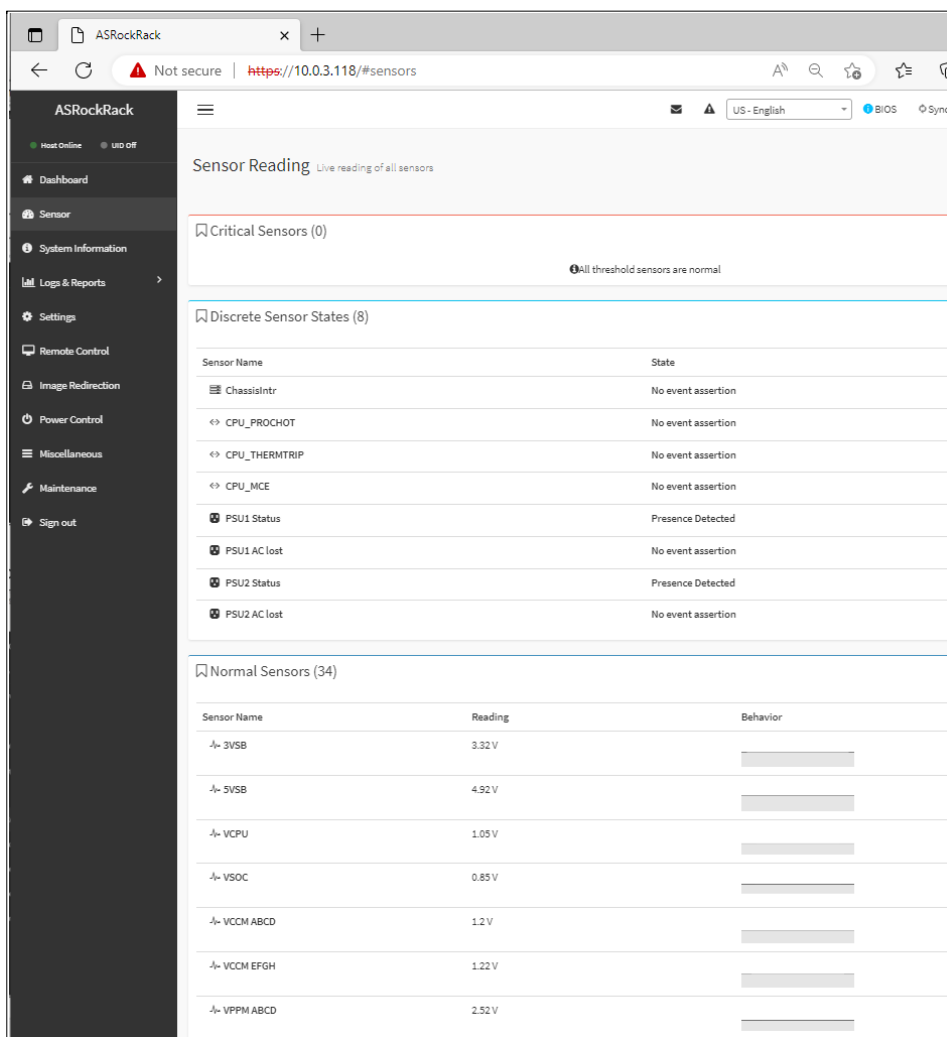 ASRockRack
Not secure | https://10.0.3.118/#sensors
ASRockRack
US - English
BIOS
Sync
Host Online
UID Off
Dashboard
Sensor
System Information
Logs & Reports
Settings
Remote Control
Image Redirection
Power Control
Miscellaneous
Maintenance
Sign out
Sensor Reading Live reading of all sensors
Critical Sensors (0)
All threshold sensors are normal
Discrete Sensor States (8)
Sensor Name State
ChassisIntr No event assertion
CPU_PROCHOT No event assertion
CPU_THERMTRIP No event assertion
CPU_MCE No event assertion
PSU1 Status Presence Detected
PSU1 AC lost No event assertion
PSU2 Status Presence Detected
PSU2 AC lost No event assertion
Normal Sensors (34)
Sensor Name Reading Behavior
3VSB 3.32 V
5VSB 4.92 V
VCPU 1.05 V
VSOC 0.85 V
VCCM ABCD 1.2 V
VCCM EFGH 1.22 V
VPPM ABCD 2.52 V